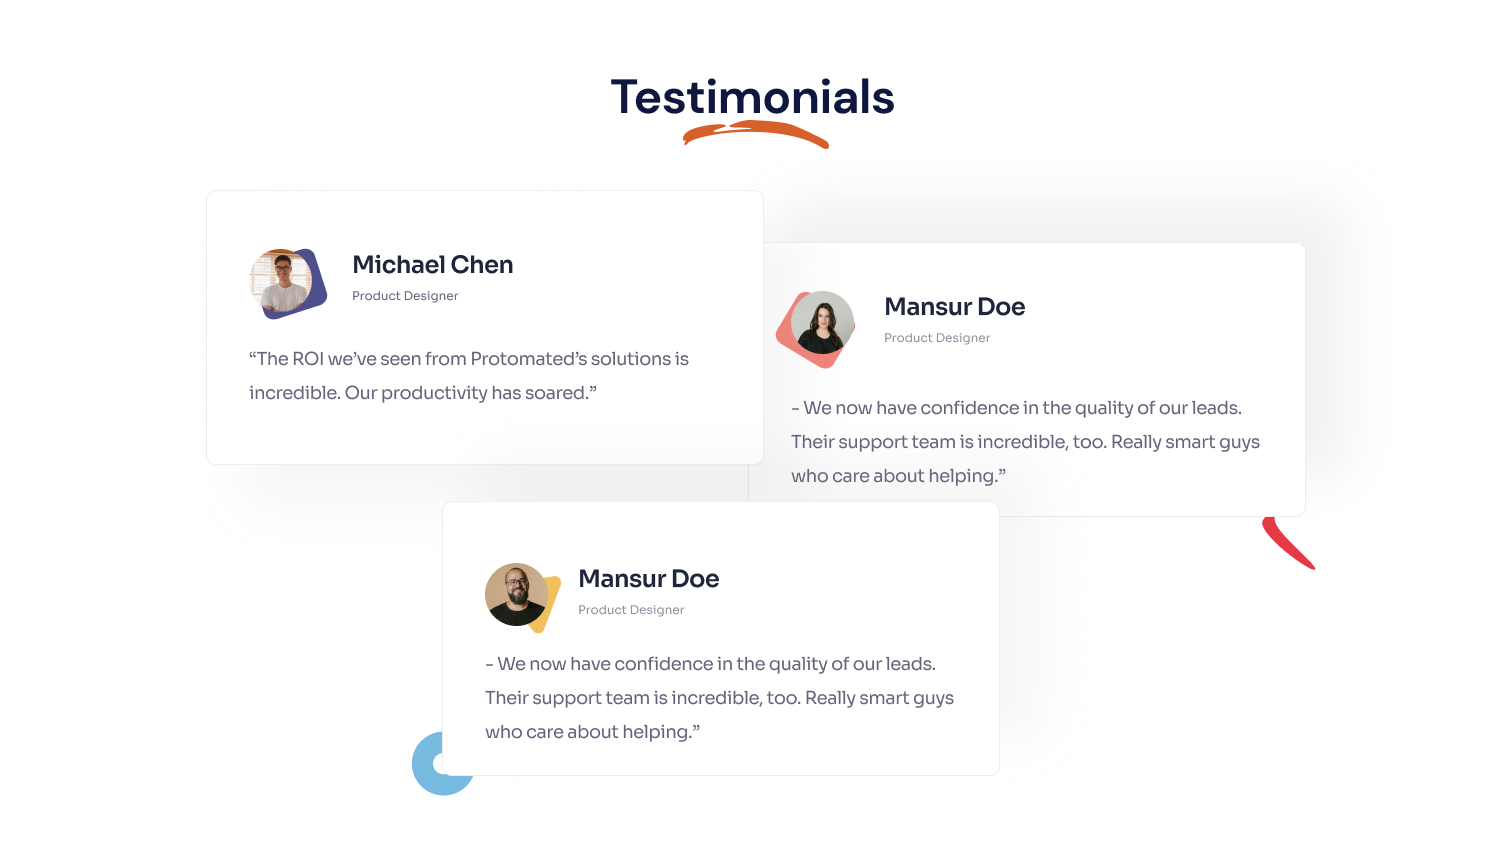 Testimonials
Michael Chen
Product Designer
“The ROI we’ve seen from Protomated’s solutions is
incredible. Our productivity has soared.”
Mansur Doe
Product Designer
- We now have confidence in the quality of our leads.
Their support team is incredible, too. Really smart guys
who care about helping.”
Mansur Doe
Product Designer
- We now have confidence in the quality of our leads.
Their support team is incredible, too. Really smart guys
who care about helping.”